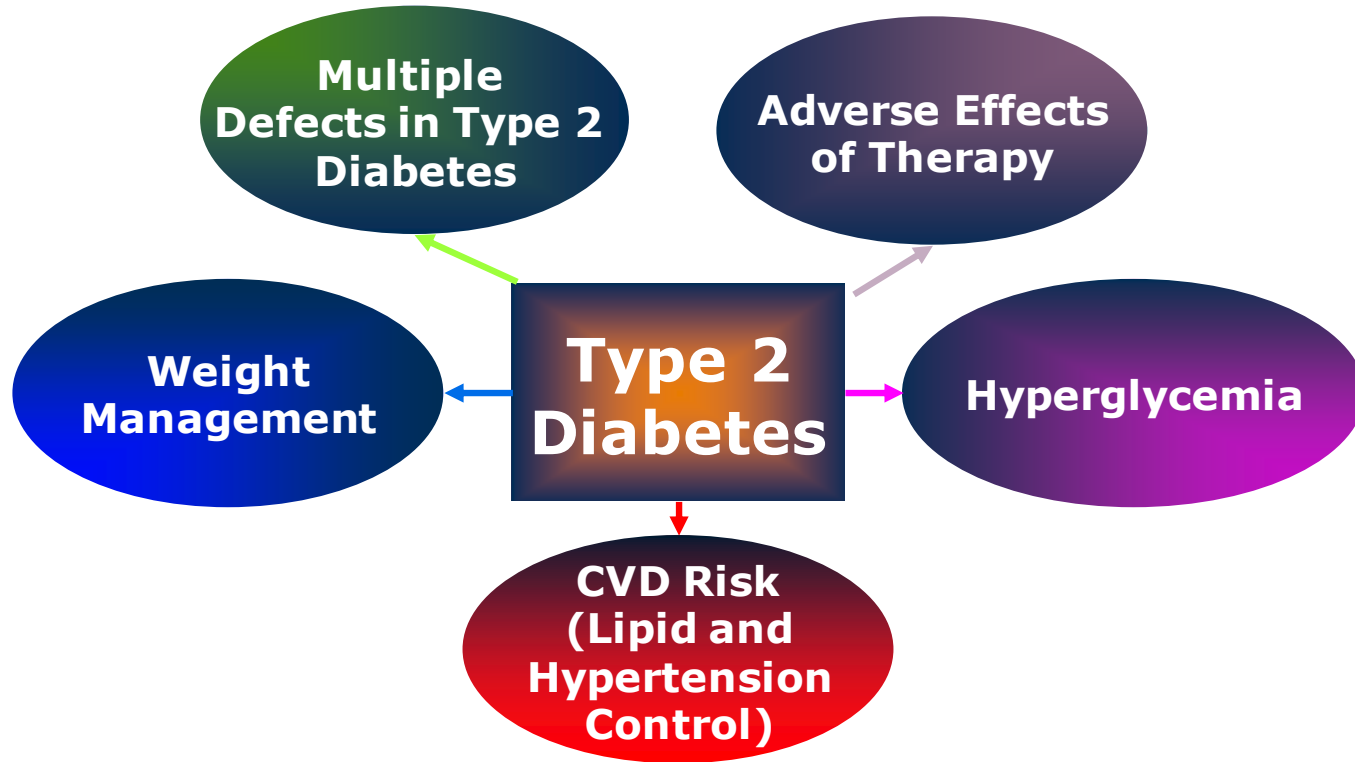 Multiple
Defects in Type 2
Diabetes
Adverse Effects
of Therapy
Weight
Management
Type 2
Diabetes
Hyperglycemia
CVD Risk
(Lipid and
Hypertension
Control)